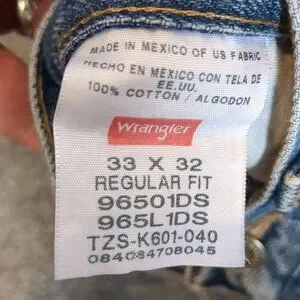 MADE IN MEXICO OF US FABRIC
HECHO EN MEXICO CON TELA DE
EE.UU.
100% COTTON / ALGODON
Wrangler
33 X 32
REGULAR FIT
96501DS
965L1DS
TZS-K601-040
084084708045